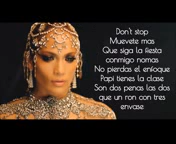 Don't stop
Muevete mas
Que siga la fiesta
conmigo nomas
No pierdas el enfoque
Papi tienes la clase
Son dos penas las dos
que un ron con tres
envase